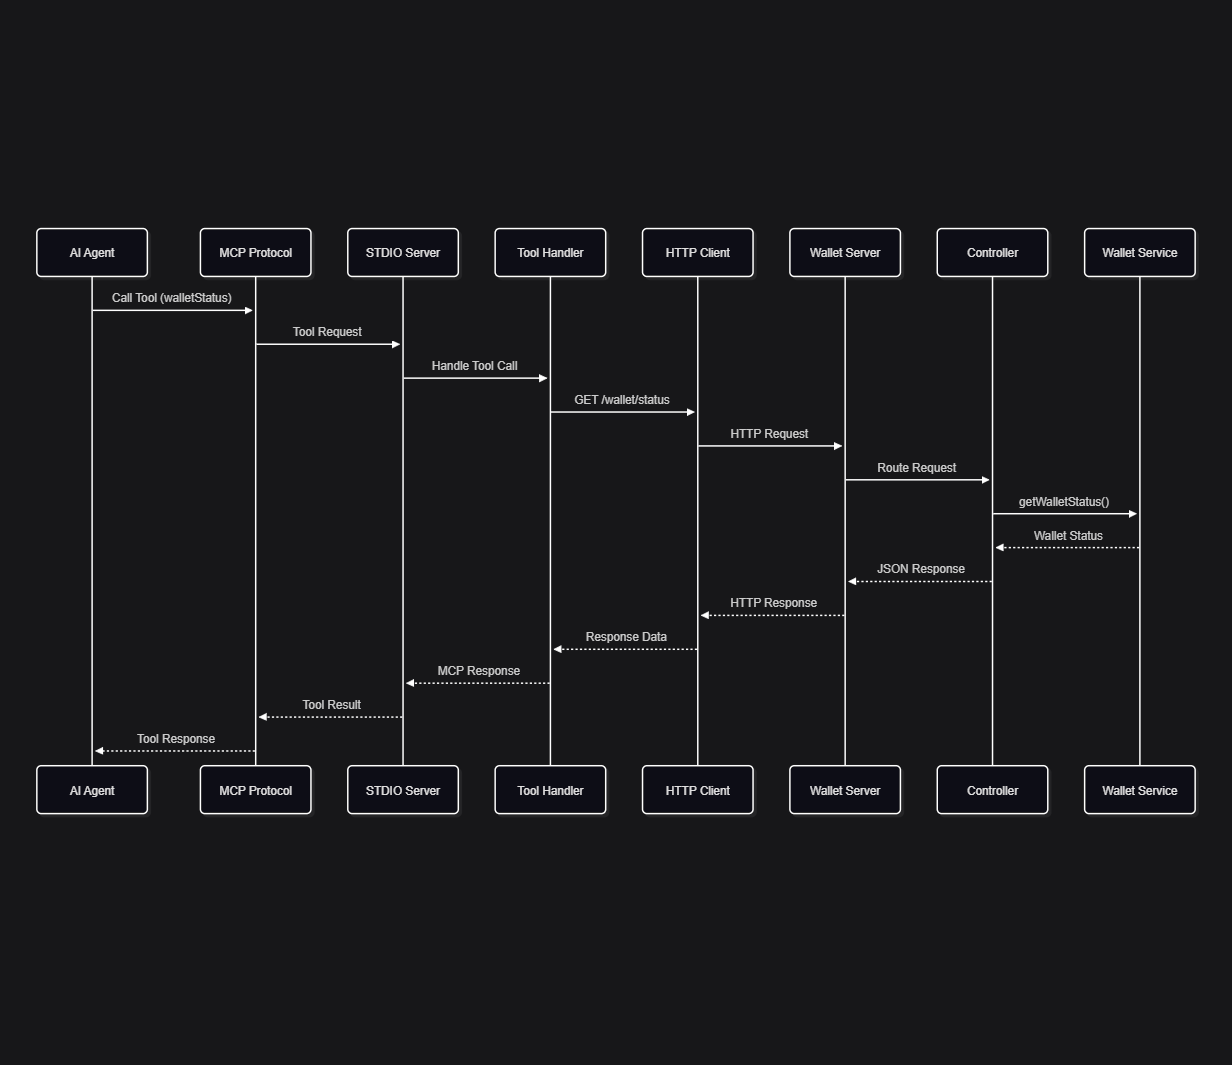 AI Agent
MCP Protocol
STDIO Server
Tool Handler
HTTP Client
Wallet Server
Controller
Wallet Service
Call Tool (walletStatus)
Tool Request
Handle Tool Call
GET /wallet/status
HTTP Request
Route Request
getWalletStatus()
Wallet Status
JSON Response
HTTP Response
Response Data
MCP Response
Tool Result
Tool Response
AI Agent
MCP Protocol
STDIO Server
Tool Handler
HTTP Client
Wallet Server
Controller
Wallet Service